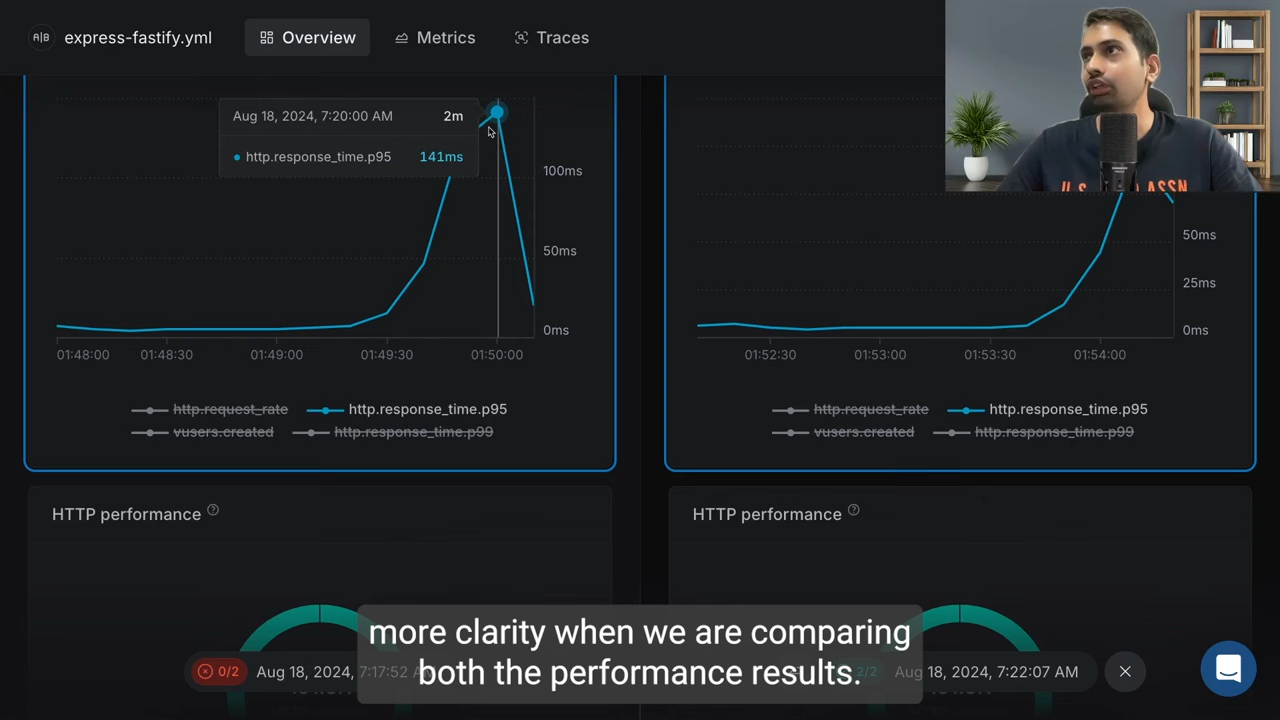 A|B express-fastify.yml Overview Metrics Traces
Aug 18, 2024, 7:20:00 AM 2m
http.response_time.p95 141ms
100ms
50ms
0ms
01:48:00 01:48:30 01:49:00 01:49:30 01:50:00
http.request_rate http.response_time.p95
vusers.created http.response_time.p99
50ms
25ms
0ms
01:52:30 01:53:00 01:53:30 01:54:00
http.request_rate http.response_time.p95
vusers.created http.response_time.p99
HTTP performance ?
HTTP performance ?
more clarity when we are comparing
both the performance results.
0/2 Aug 18, 2024, 7:17:52
2/2 Aug 18, 2024, 7:22:07 AM